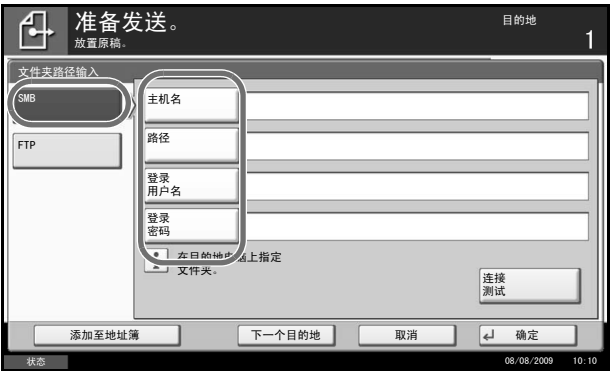 准备发送。
放置原稿。
目的地
1
文件夹路径输入
SMB
FTP
主机名
路径
登录
用户名
登录
密码
在目的地电脑上指定
文件夹。
连接
测试
添加至地址簿
下一个目的地
取消
确定
状态
08/08/2009 10:10